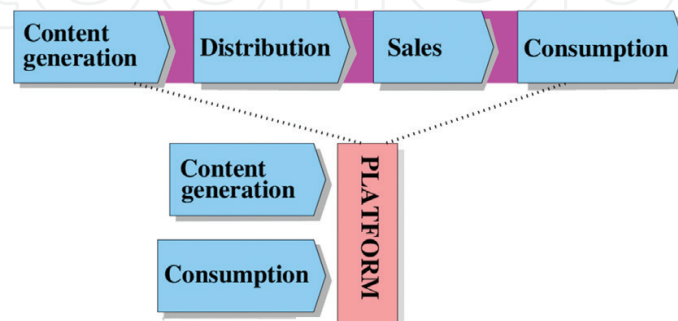 Content
generation
Distribution
Sales
Consumption
Content
generation
Consumption
PLATFORM